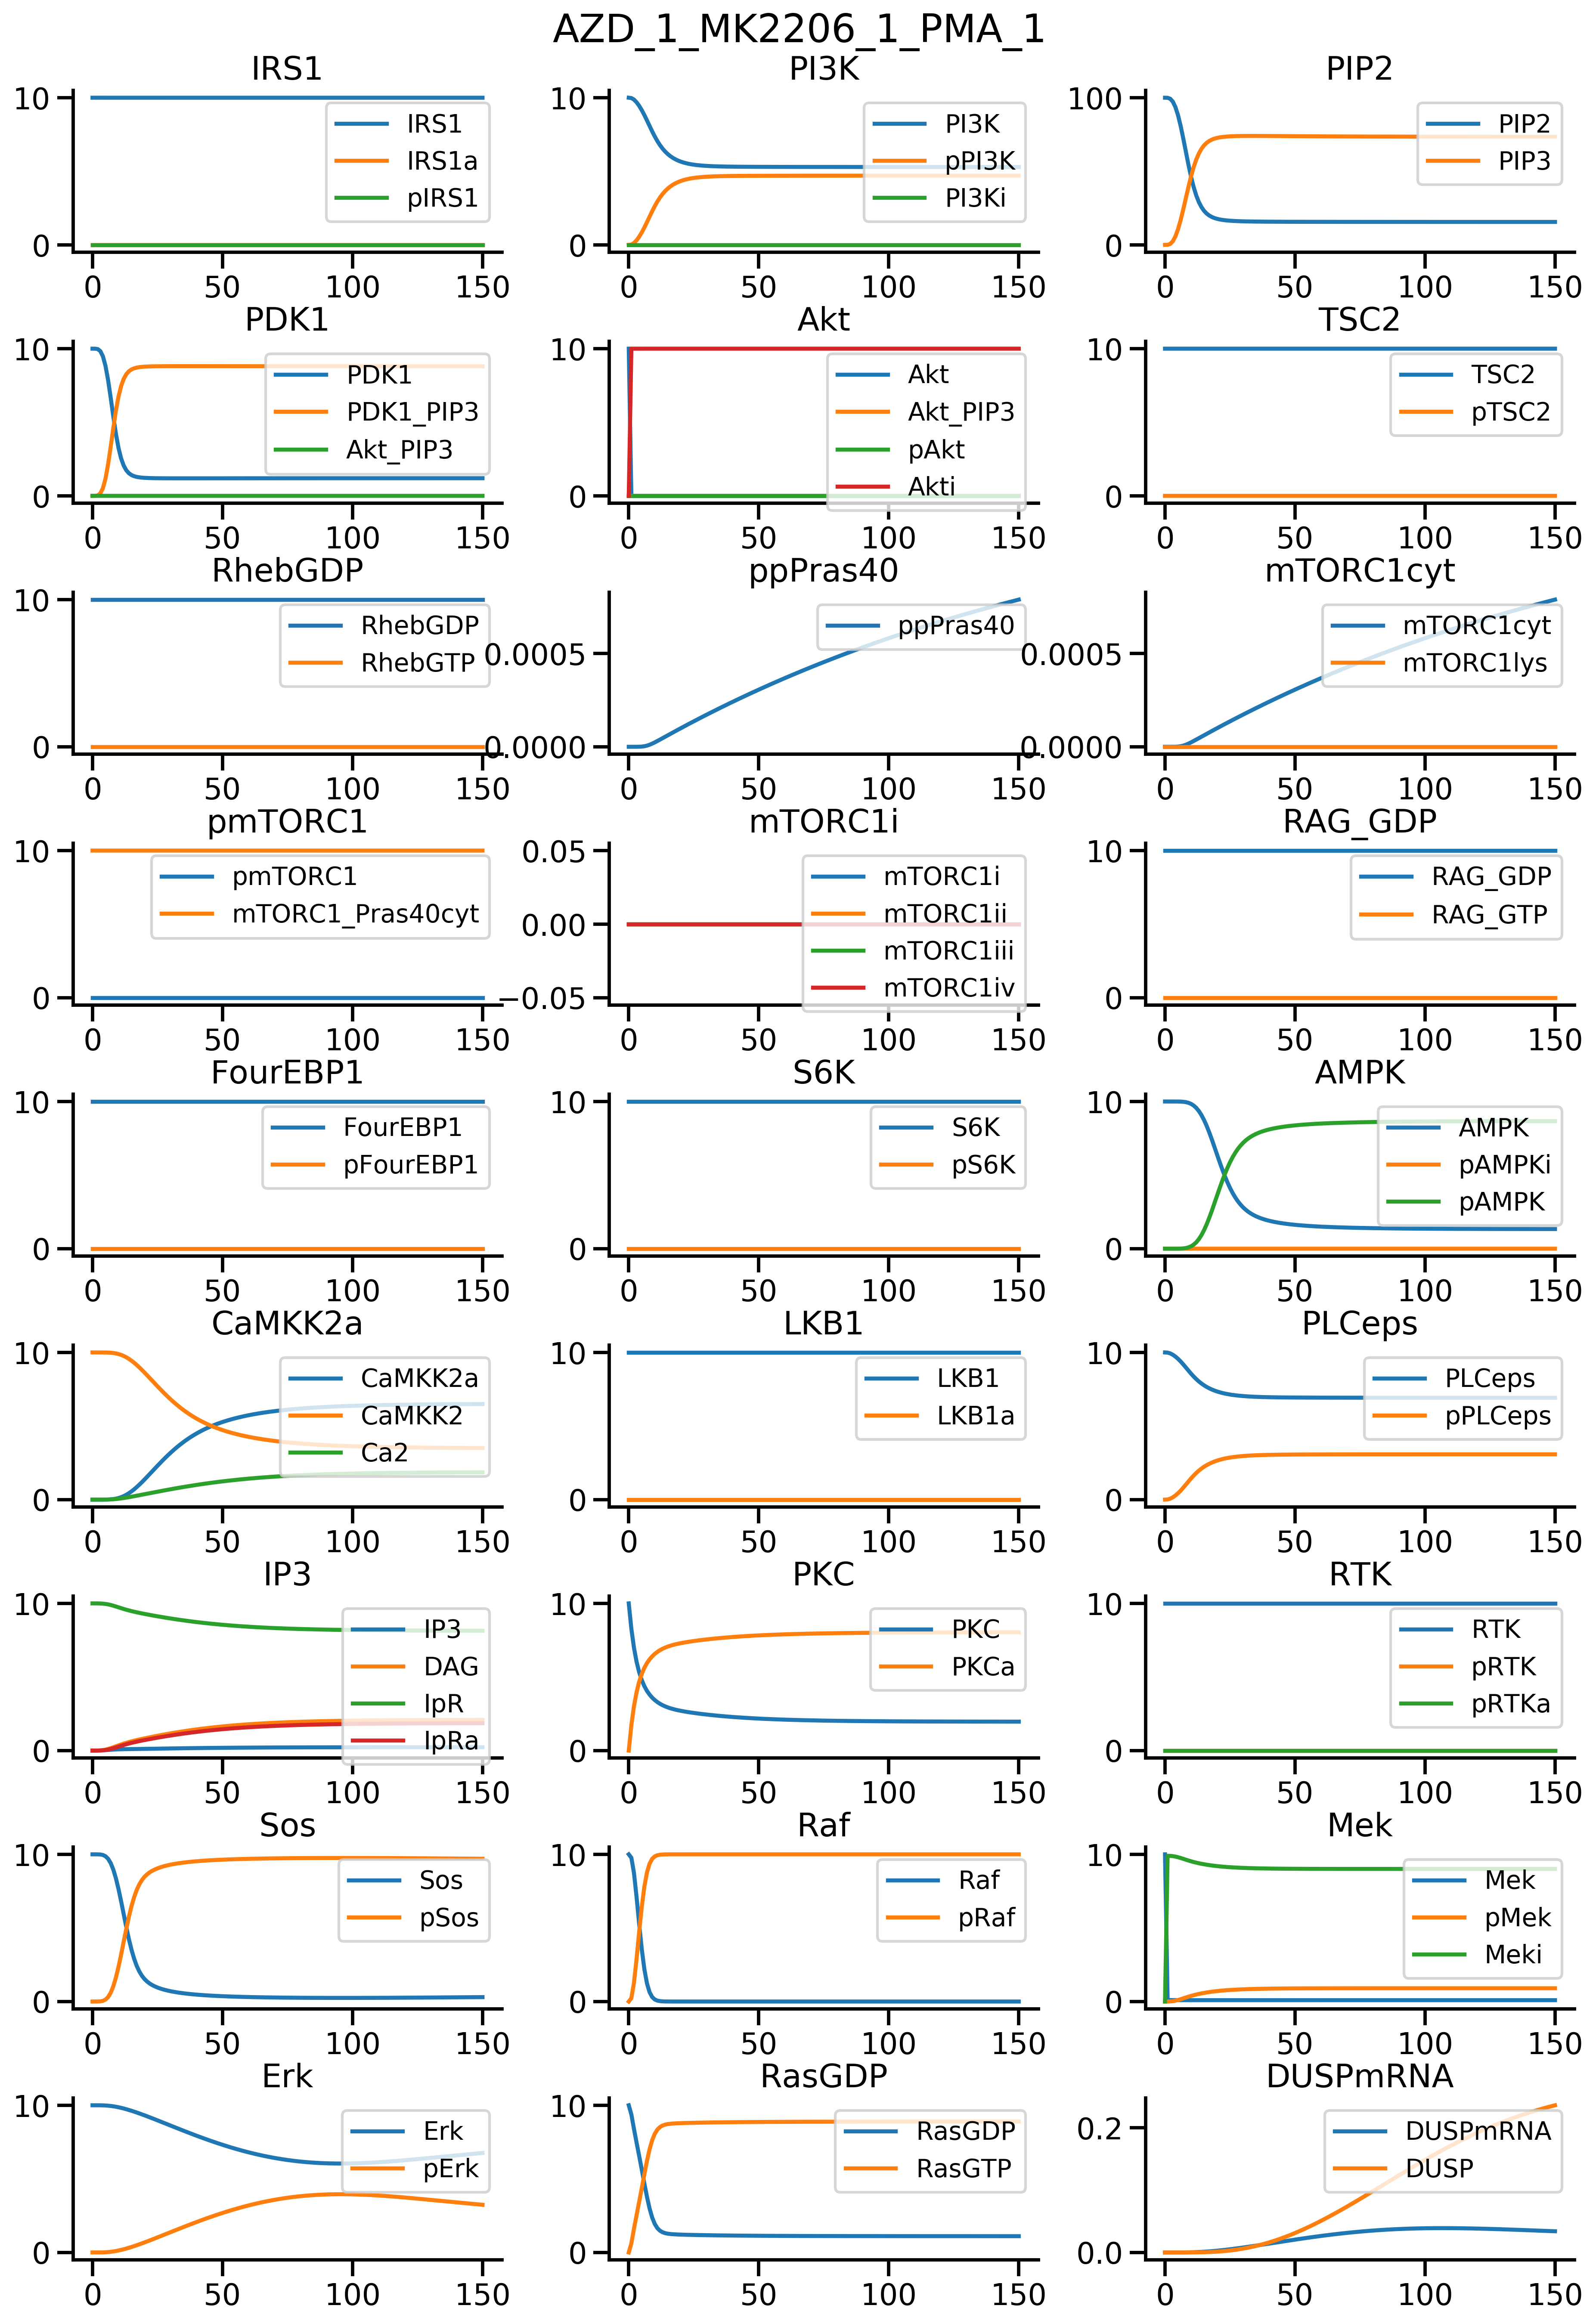 AZD_1_MK2206_1_PMA_1
IRS1
10
0
0 50 100 150
IRS1
IRS1a
pIRS1
PI3K
10
0
0 50 100 150
PI3K
pPI3K
PI3Ki
PIP2
100
0
0 50 100 150
PIP2
PIP3
PDK1
10
0
0 50 100 150
PDK1
PDK1_PIP3
Akt_PIP3
Akt
10
0
0 50 100 150
Akt
Akt_PIP3
pAkt
Akti
TSC2
10
0
0 50 100 150
TSC2
pTSC2
RhebGDP
10
0
0 50 100 150
RhebGDP
RhebGTP
ppPras40
0.0005
0.0000
0 50 100 150
ppPras40
mTORC1cyt
0.0005
0.0000
0 50 100 150
mTORC1cyt
mTORC1lys
pmTORC1
10
0
0 50 100 150
pmTORC1
mTORC1_Pras40cyt
mTORC1i
0.05
0.00
−0.05
0 50 100 150
mTORC1i
mTORC1ii
mTORC1iii
mTORC1iv
RAG_GDP
10
0
0 50 100 150
RAG_GDP
RAG_GTP
FourEBP1
10
0
0 50 100 150
FourEBP1
pFourEBP1
S6K
10
0
0 50 100 150
S6K
pS6K
AMPK
10
0
0 50 100 150
AMPK
pAMPKi
pAMPK
CaMKK2a
10
0
0 50 100 150
CaMKK2a
CaMKK2
Ca2
LKB1
10
0
0 50 100 150
LKB1
LKB1a
PLCeps
10
0
0 50 100 150
PLCeps
pPLCeps
IP3
10
0
0 50 100 150
IP3
DAG
IpR
IpRa
PKC
10
0
0 50 100 150
PKC
PKCa
RTK
10
0
0 50 100 150
RTK
pRTK
pRTKa
Sos
10
0
0 50 100 150
Sos
pSos
Raf
10
0
0 50 100 150
Raf
pRaf
Mek
10
0
0 50 100 150
Mek
pMek
Meki
Erk
10
0
0 50 100 150
Erk
pErk
RasGDP
10
0
0 50 100 150
RasGDP
RasGTP
DUSPmRNA
0.2
0.0
0 50 100 150
DUSPmRNA
DUSP